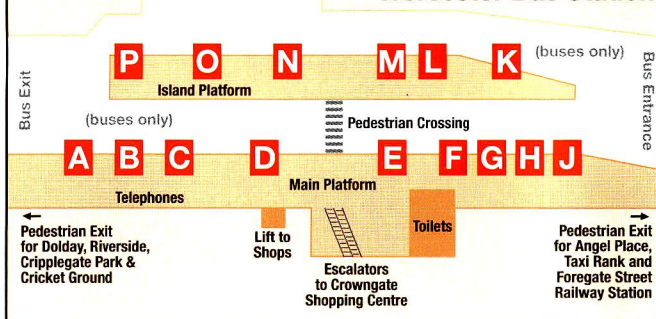 P O N M L K
(buses only)
Island Platform
Bus Exit
Bus Entrance
(buses only)
Pedestrian Crossing
A B C D E F G H J
Telephones
Main Platform
Toilets
Pedestrian Exit
for Dolday, Riverside,
Cripplegate Park &
Cricket Ground
Lift to
Shops
Escalators
to Crowngate
Shopping Centre
Pedestrian Exit
for Angel Place,
Taxi Rank and
Foregate Street
Railway Station